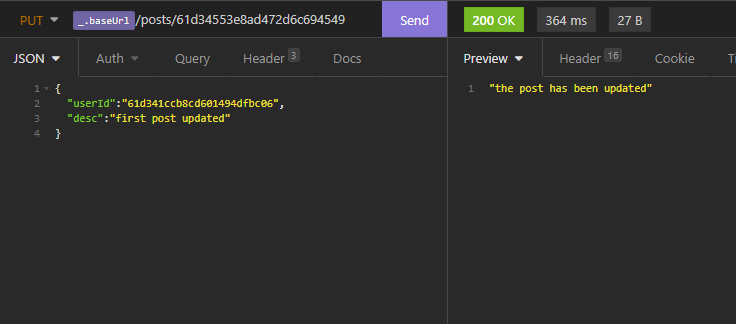 PUT _.baseUrl /posts/61d34553e8ad472d6c694549 Send 200 OK 364 ms 27 B
JSON Auth Query Header 3 Docs Preview Header 16 Cookie
1 {
2 "userId":"61d341ccb8cd601494dfbc06",
3 "desc":"first post updated"
4 }
1 "the post has been updated"